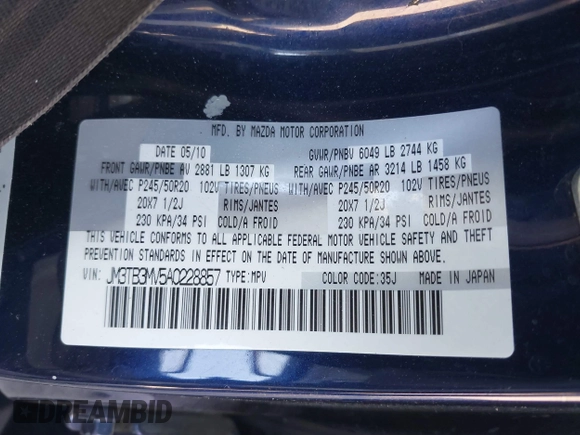 MFD. BY MAZDA MOTOR CORPORATION
DATE 05/10 GVWR/PNBV 6049 LB 2744 KG
FRONT GAWR/PNBE AV 2881 LB 1307 KG REAR GAWR/PNBE AR 3214 LB 1458 KG
WITH/AVEC P245/50R20 102V TIRES/PNEUS WITH/AVEC P245/50R20 102V TIRES/PNEUS
20X7 1/2J RIMS/JANTES 20X7 1/2J RIMS/JANTES
230 KPA/34 PSI COLD/A FROID 230 KPA/34 PSI COLD/A FROID
THIS VEHICLE CONFORMS TO ALL APPLICABLE FEDERAL MOTOR VEHICLE SAFETY AND THEFT
PREVENTION STANDARDS IN EFFECT ON THE DATE OF MANUFACTURE SHOWN ABOVE.
VIN: JM3TB3MV5A0228857 TYPE:MPV COLOR CODE:35J MADE IN JAPAN
DREAMBID